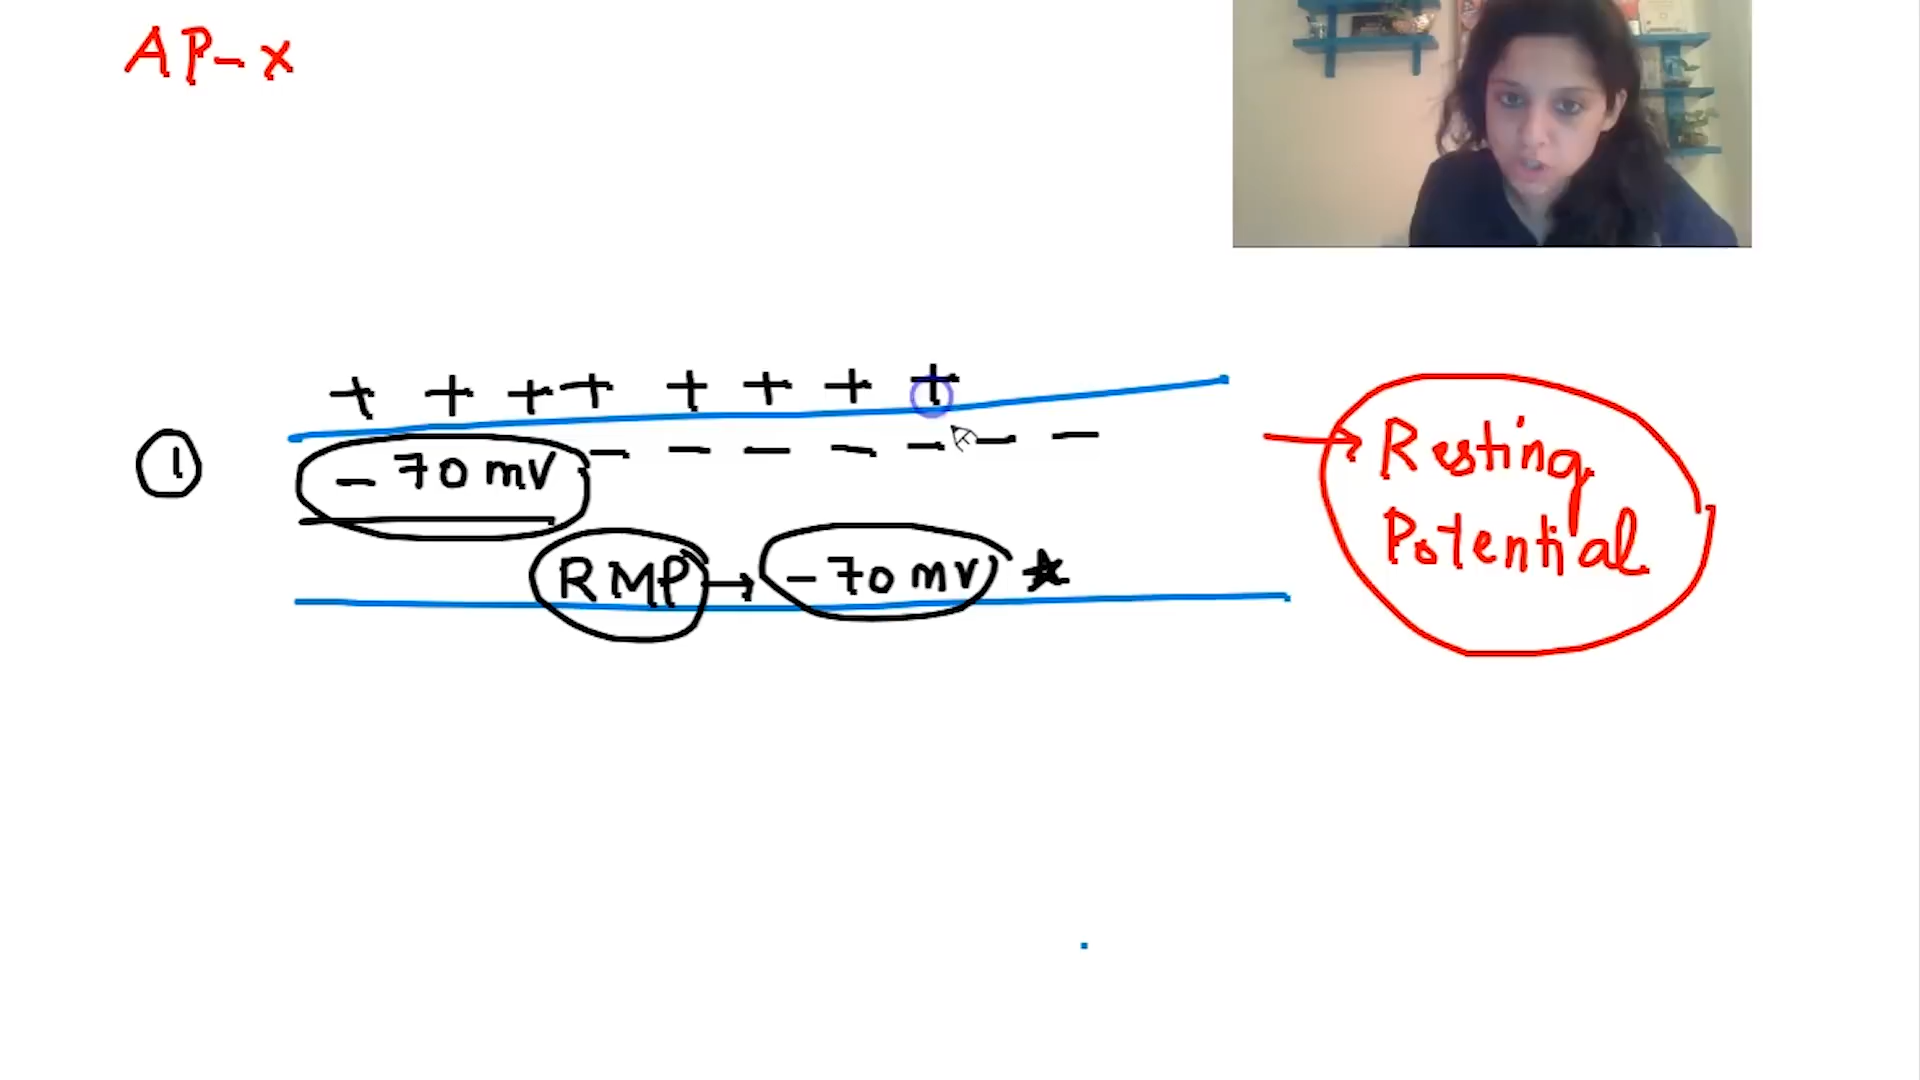 AP-x
+ + + + + + + +
① - 70 mV - - - - - - -
RMP → - 70 mV ★
→ Resting
Potential